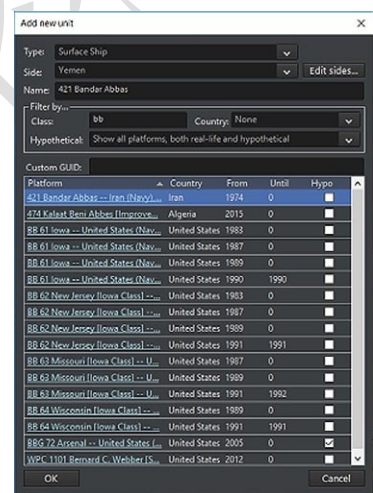 Add new unit
Type: Surface Ship
Side: Yemen Edit sides...
Name: 421 Bandar Abbas
Filter by...
Class: bb Country: None
Hypothetical: Show all platforms, both real-life and hypothetical
Custom GUID:
Platform Country From Until Hypo
421 Bandar Abbas -- Iran (Navy)... Iran 1974 0
474 Kalaat Beni Abbes [Improve... Algeria 2015 0
BB 61 Iowa -- United States (Nav... United States 1983 0
BB 61 Iowa -- United States (Nav... United States 1987 0
BB 61 Iowa -- United States (Nav... United States 1989 0
BB 61 Iowa -- United States (Nav... United States 1990 1990
BB 62 New Jersey [Iowa Class] --... United States 1983 0
BB 62 New Jersey [Iowa Class] --... United States 1987 0
BB 62 New Jersey [Iowa Class] --... United States 1989 0
BB 62 New Jersey [Iowa Class] --... United States 1991 1991
BB 63 Missouri [Iowa Class] -- U... United States 1987 0
BB 63 Missouri [Iowa Class] -- U... United States 1989 0
BB 63 Missouri [Iowa Class] -- U... United States 1991 1992
BB 64 Wisconsin [Iowa Class] --... United States 1989 0
BB 64 Wisconsin [Iowa Class] --... United States 1991 1991
BBG 72 Arsenal -- United States (... United States 2005 0
WPC 1101 Bernard C. Webber [S... United States 2012 0
OK Cancel